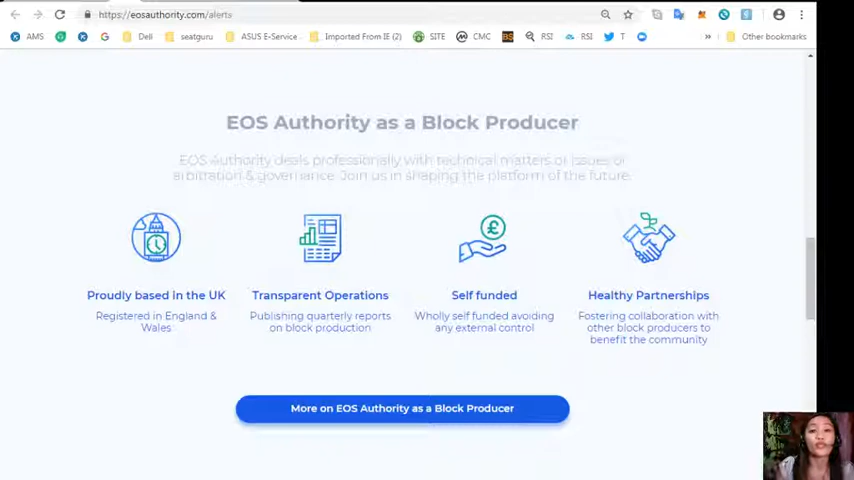 https://eosauthority.com/alerts
AMS G Dell seatguru ASUS E-Service Imported From IE (2) SITE CMC BS RSI RSI T » Other bookmarks
EOS Authority as a Block Producer
EOS Authority deals professionally with technical matters or issues of
arbitration & governance. Join us in shaping the platform of the future.
£
Proudly based in the UK
Registered in England &
Wales
Transparent Operations
Publishing quarterly reports
on block production
Self funded
Wholly self funded avoiding
any external control
Healthy Partnerships
Fostering collaboration with
other block producers to
benefit the community
More on EOS Authority as a Block Producer